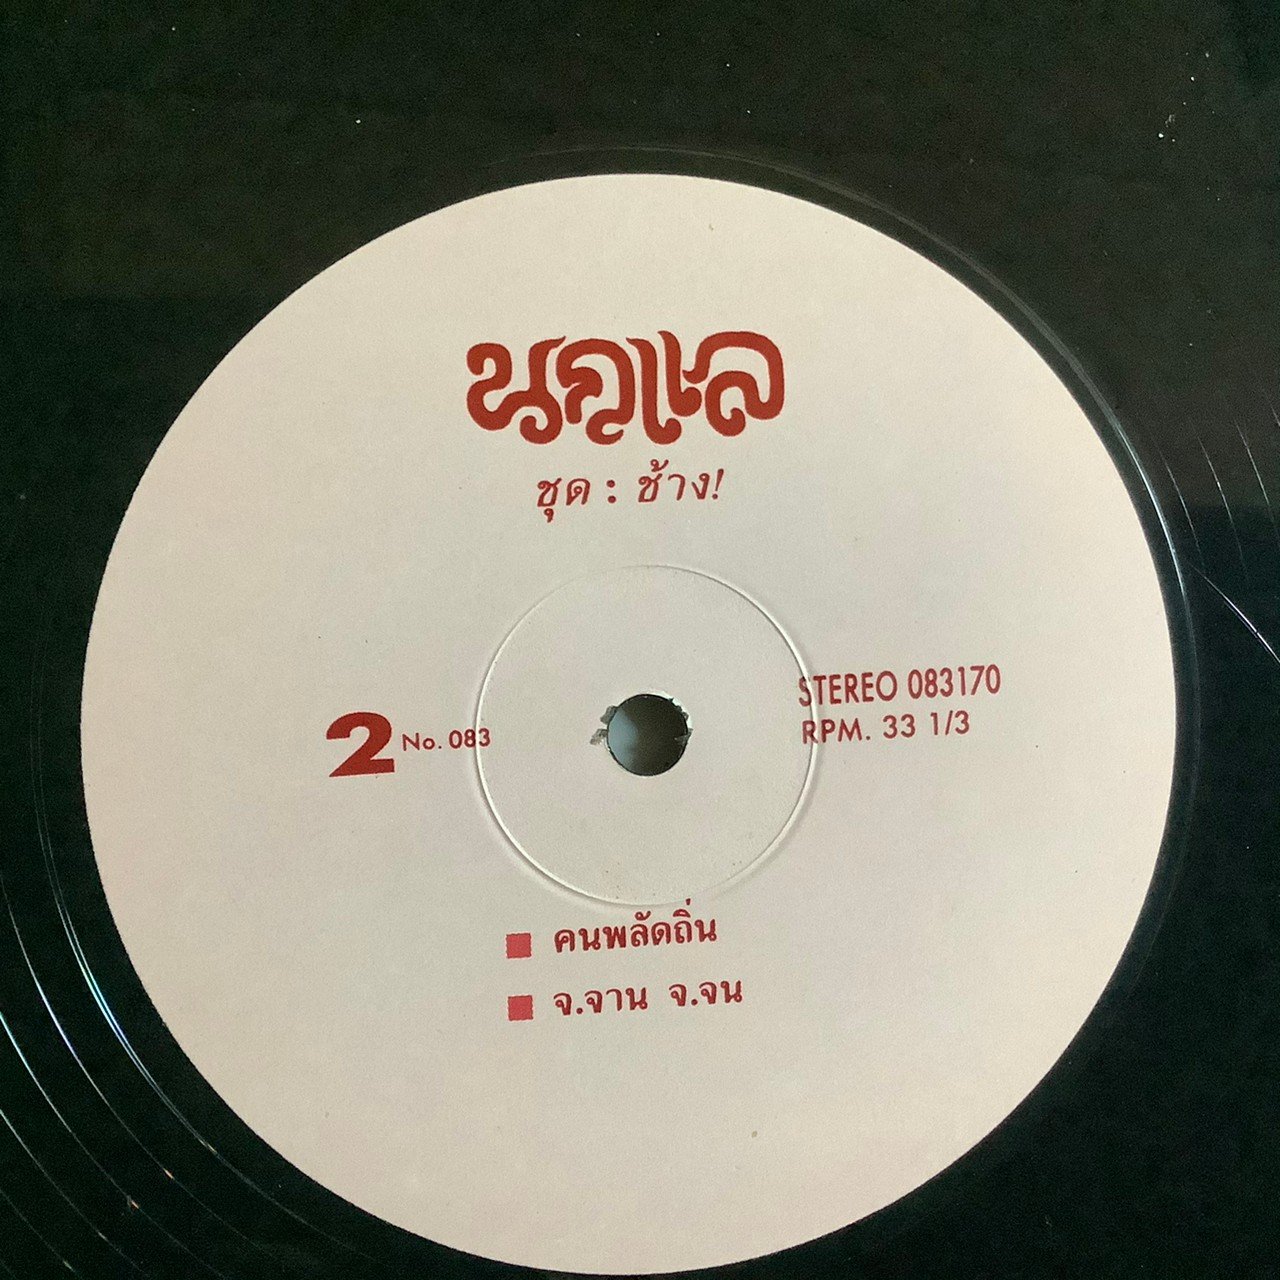 นกแล
ชุด : ช้าง!
2 No. 083
STEREO 083170
RPM. 33 1/3
คนพลัดถิ่น
จ.จาน จ.จน